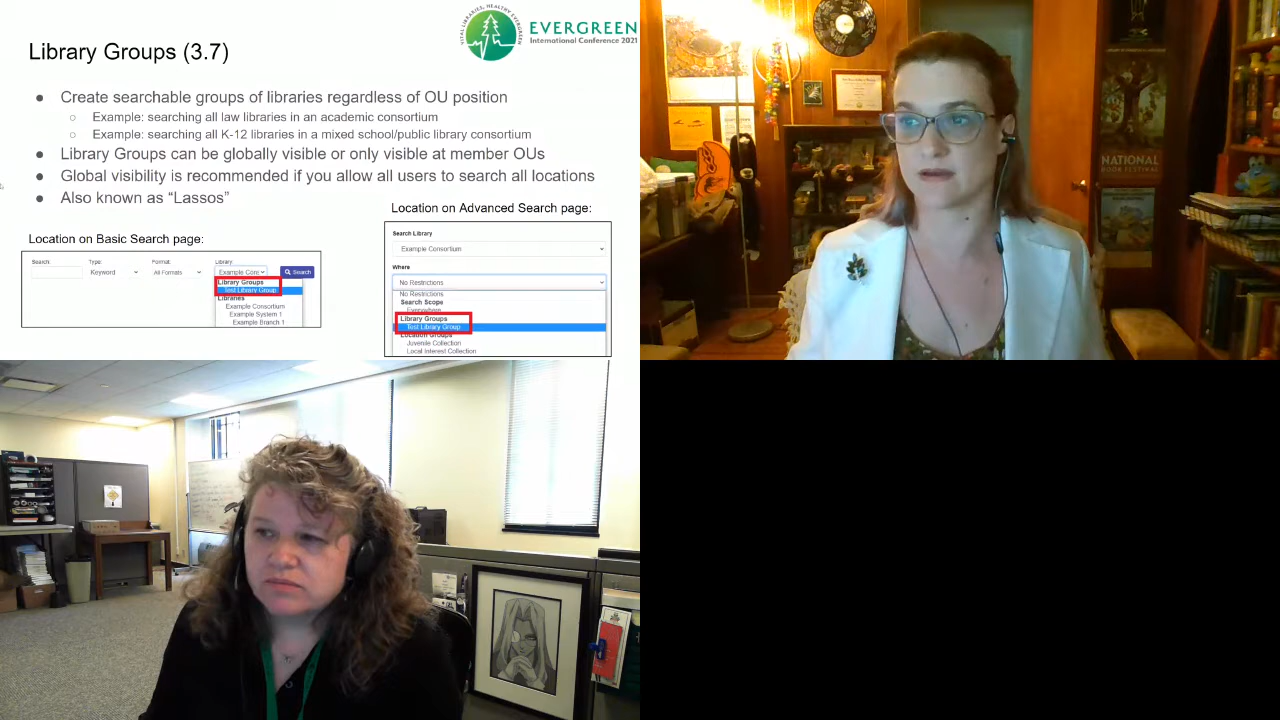 VITAL LIBRARIES, HEALTHY EVERGREEN
EVERGREEN
International Conference 2021
Library Groups (3.7)
● Create searchable groups of libraries regardless of OU position
○ Example: searching all law libraries in an academic consortium
○ Example: searching all K-12 libraries in a mixed school/public library consortium
● Library Groups can be globally visible or only visible at member OUs
● Global visibility is recommended if you allow all users to search all locations
● Also known as “Lassos”
Location on Basic Search page:
Search: Type: Format: Library:
Keyword All Formats Example Cons Search
Library Groups
Test Library Group
Libraries
Example Consortium
Example System 1
Example Branch 1
Location on Advanced Search page:
Search Library
Example Consortium
Where
No Restrictions
No Restrictions
Search Scope
Everywhere
Library Groups
Test Library Group
Location Groups
Juvenile Collection
Local Interest Collection
NATIONAL
BOOK FESTIVAL